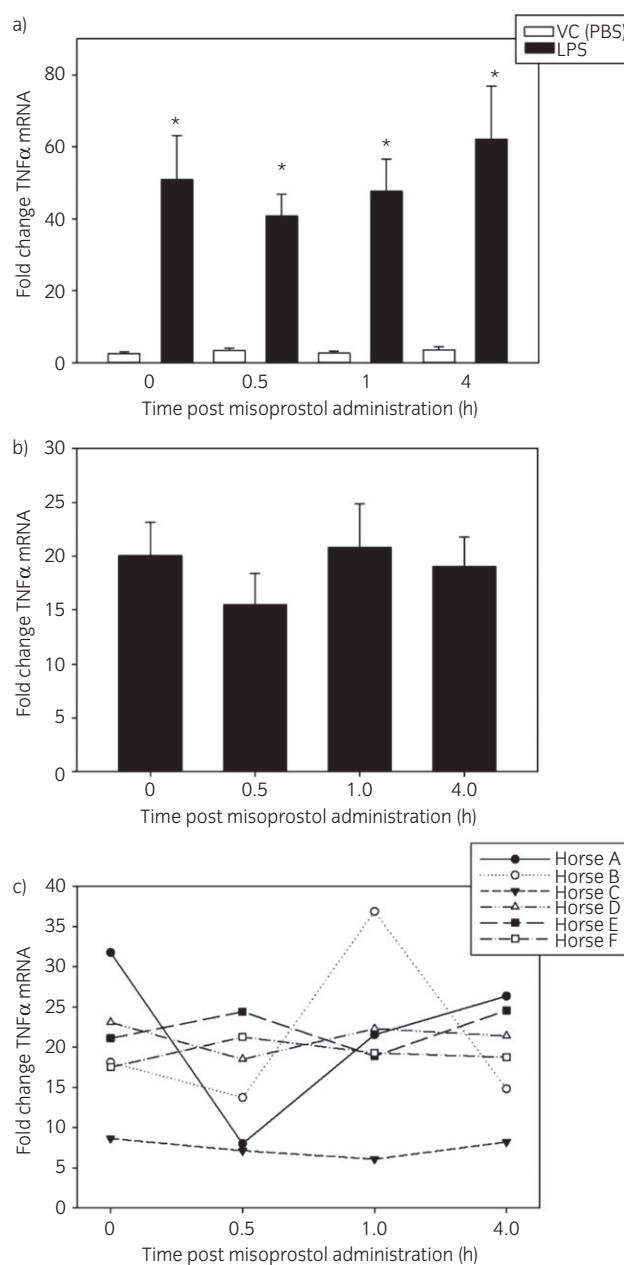 a)
VC (PBS)
LPS
80
60
40
20
0
Fold change TNFα mRNA
*
*
*
*
0 0.5 1 4
Time post misoprostol administration (h)
b)
30
25
20
15
10
5
0
Fold change TNFα mRNA
0 0.5 1.0 4.0
Time post misoprostol administration (h)
c)
Horse A
Horse B
Horse C
Horse D
Horse E
Horse F
40
35
30
25
20
15
10
5
0
Fold change TNFα mRNA
0 0.5 1.0 4.0
Time post misoprostol administration (h)